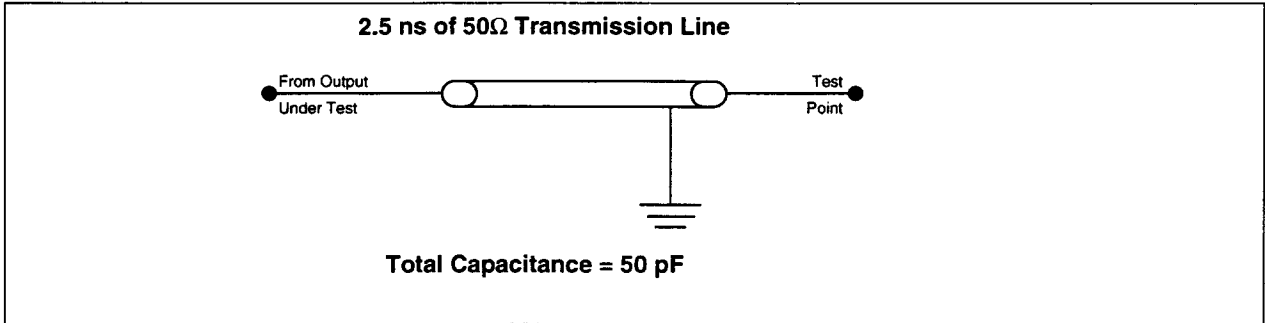 2.5 ns of 50Ω Transmission Line
From Output
Under Test
Test
Point
Total Capacitance = 50 pF